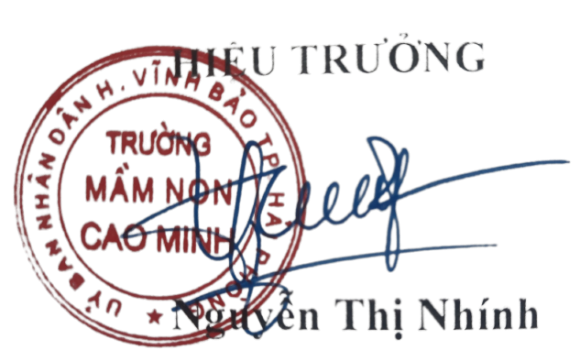 HIỆU TRƯỞNG
ỦY BAN NHÂN DÂN H. VĨNH BẢO TP HẢI PHÒNG
TRƯỜNG
MẦM NON
CAO MINH
Nguyễn Thị Nhính